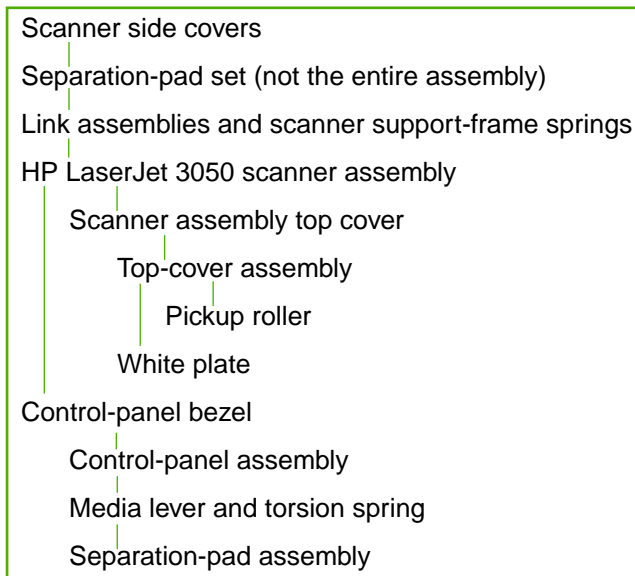 Scanner side covers
Separation-pad set (not the entire assembly)
Link assemblies and scanner support-frame springs
HP LaserJet 3050 scanner assembly
Scanner assembly top cover
Top-cover assembly
Pickup roller
White plate
Control-panel bezel
Control-panel assembly
Media lever and torsion spring
Separation-pad assembly